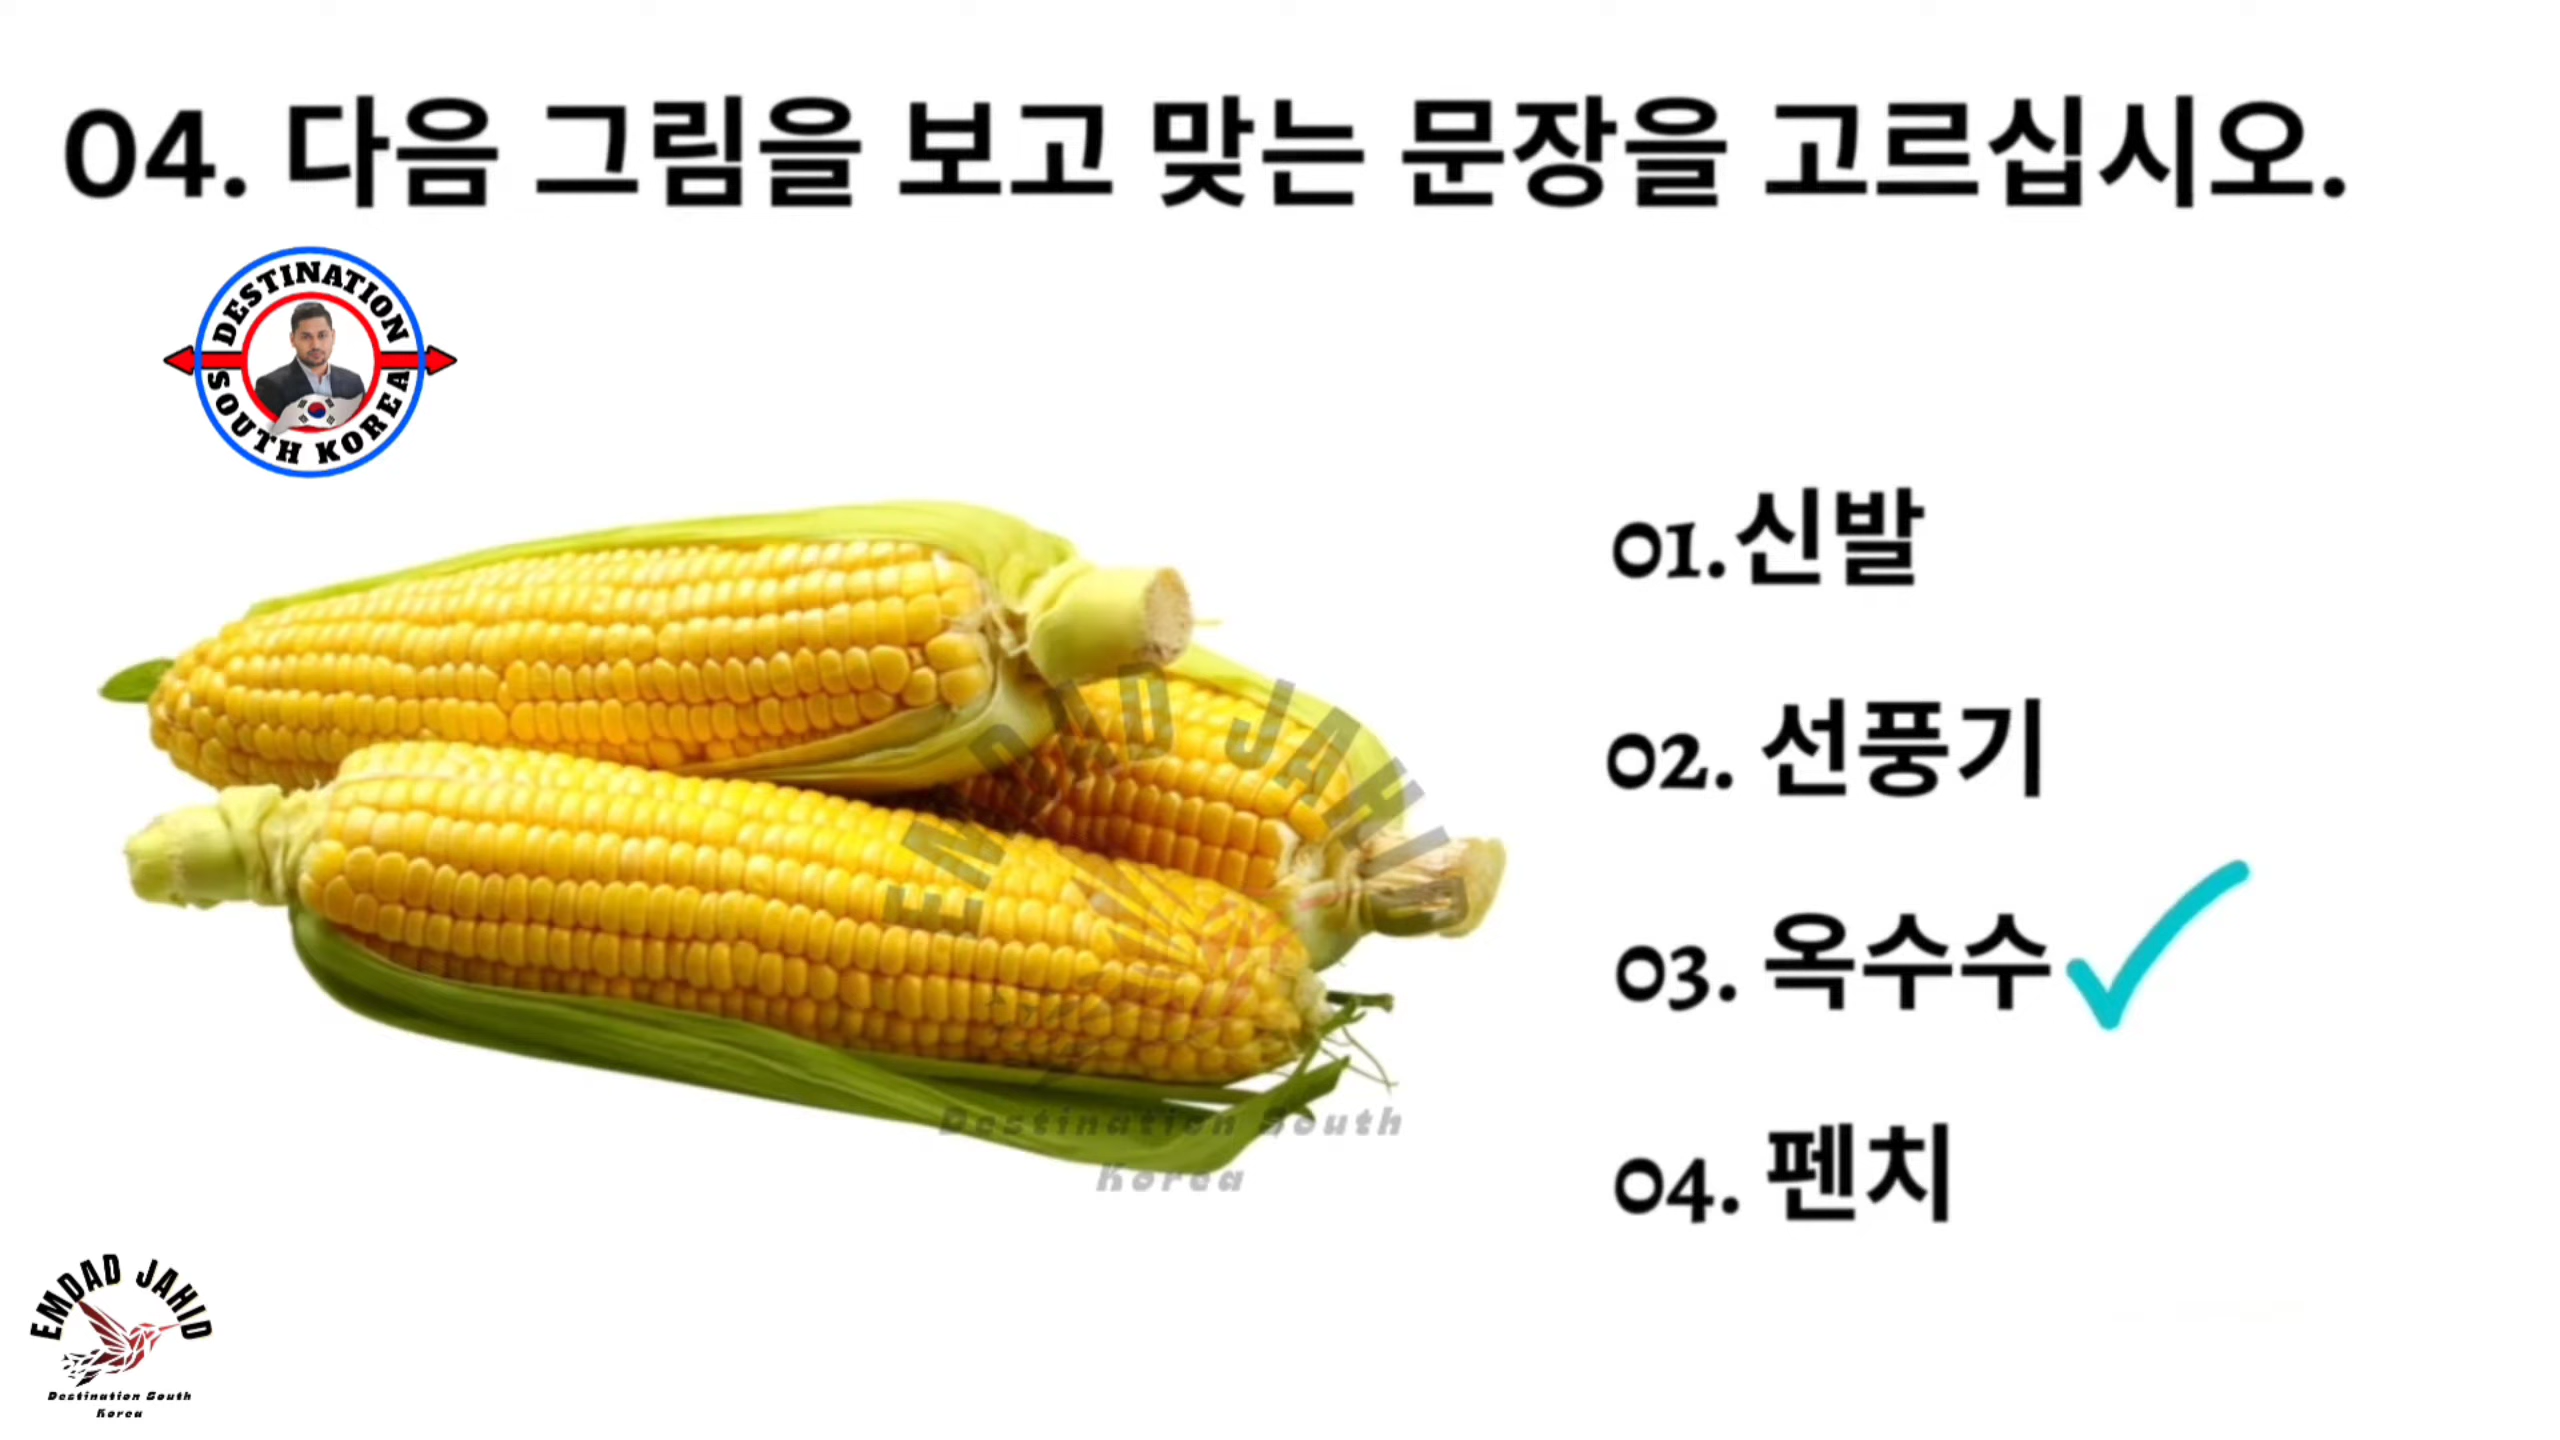 04. 다음 그림을 보고 맞는 문장을 고르십시오.
DESTINATION
SOUTH KOREA
01. 신발
02. 선풍기
03. 옥수수
04. 펜치
EMDAD JAHID
Destination South
Korea
EMDAD JAHID
Destination South
Korea